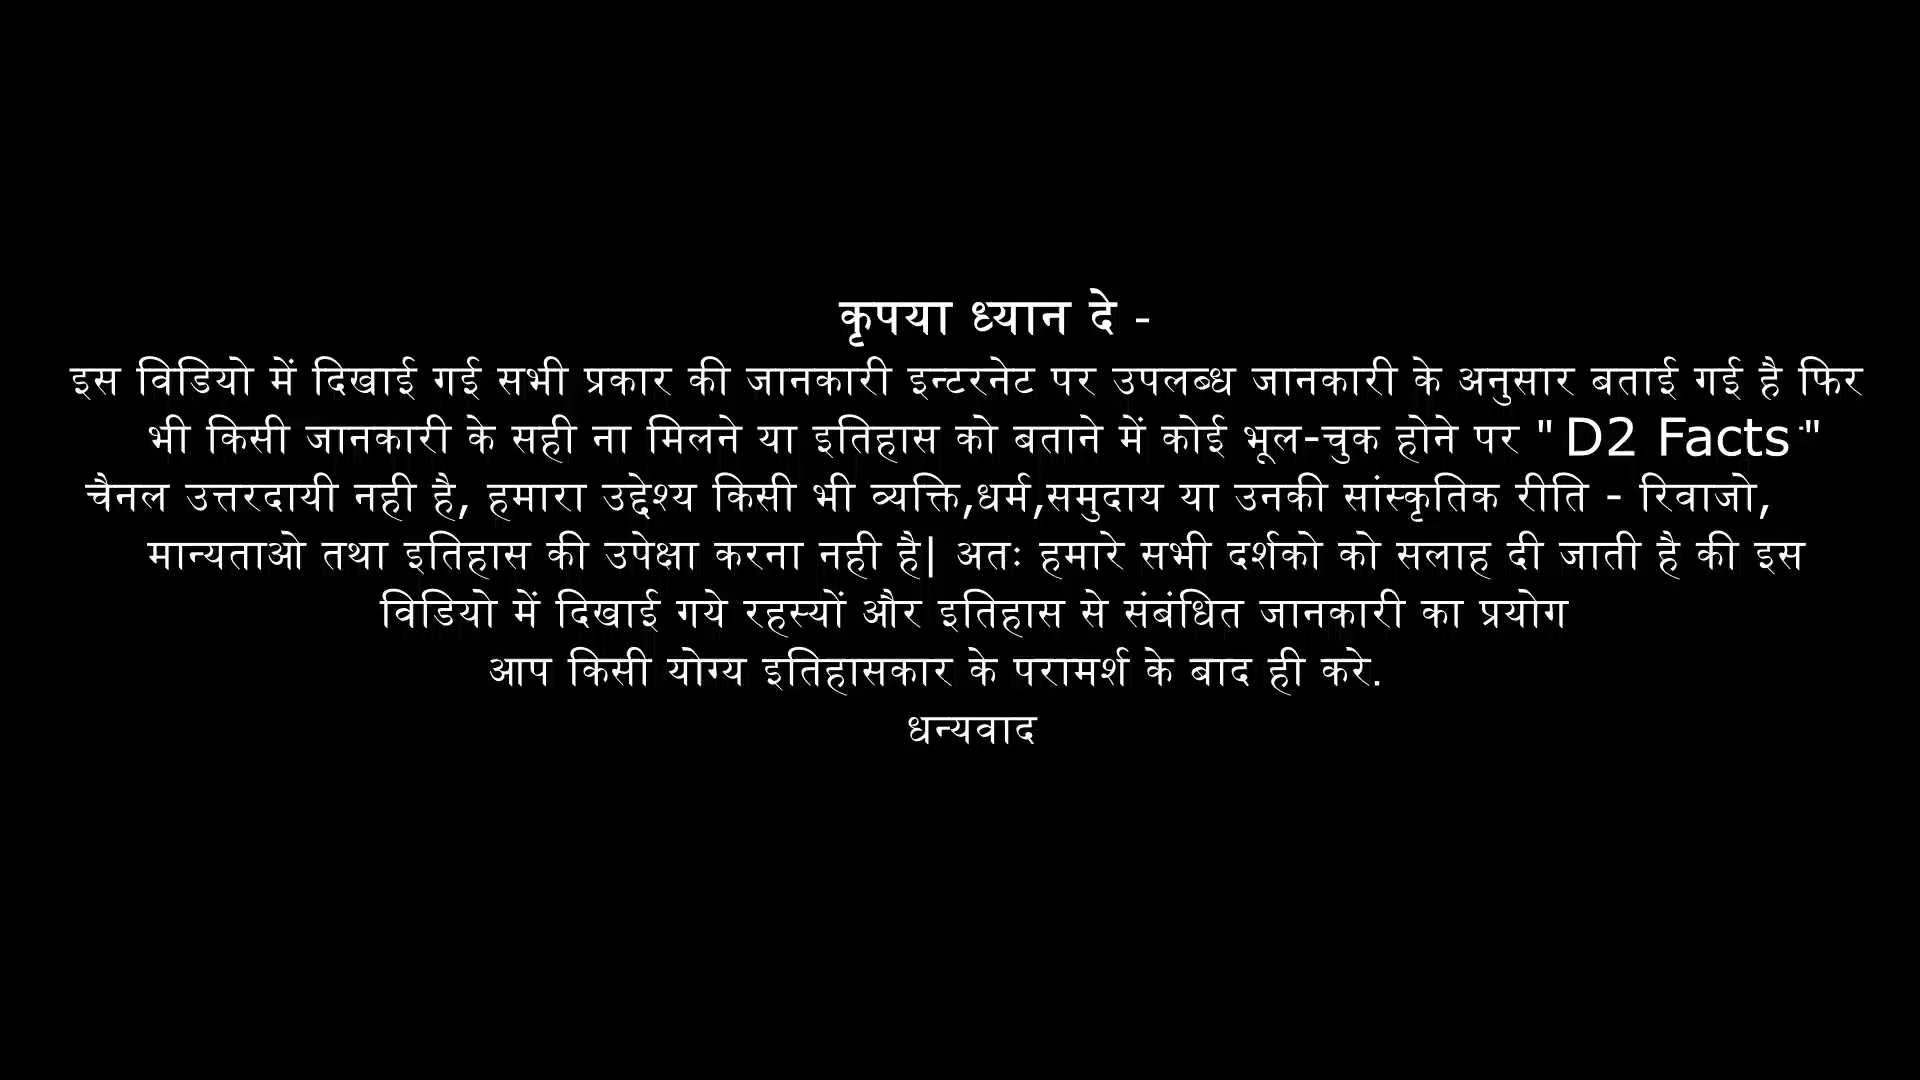 कृपया ध्यान दे -
इस विडियो में दिखाई गई सभी प्रकार की जानकारी इन्टरनेट पर उपलब्ध जानकारी के अनुसार बताई गई है फिर
भी किसी जानकारी के सही ना मिलने या इतिहास को बताने में कोई भूल-चुक होने पर " D2 Facts "
चैनल उत्तरदायी नही है, हमारा उद्देश्य किसी भी व्यक्ति,धर्म,समुदाय या उनकी सांस्कृतिक रीति - रिवाजो,
मान्यताओ तथा इतिहास की उपेक्षा करना नही है| अतः हमारे सभी दर्शको को सलाह दी जाती है की इस
विडियो में दिखाई गये रहस्यों और इतिहास से संबंधित जानकारी का प्रयोग
आप किसी योग्य इतिहासकार के परामर्श के बाद ही करे.
धन्यवाद